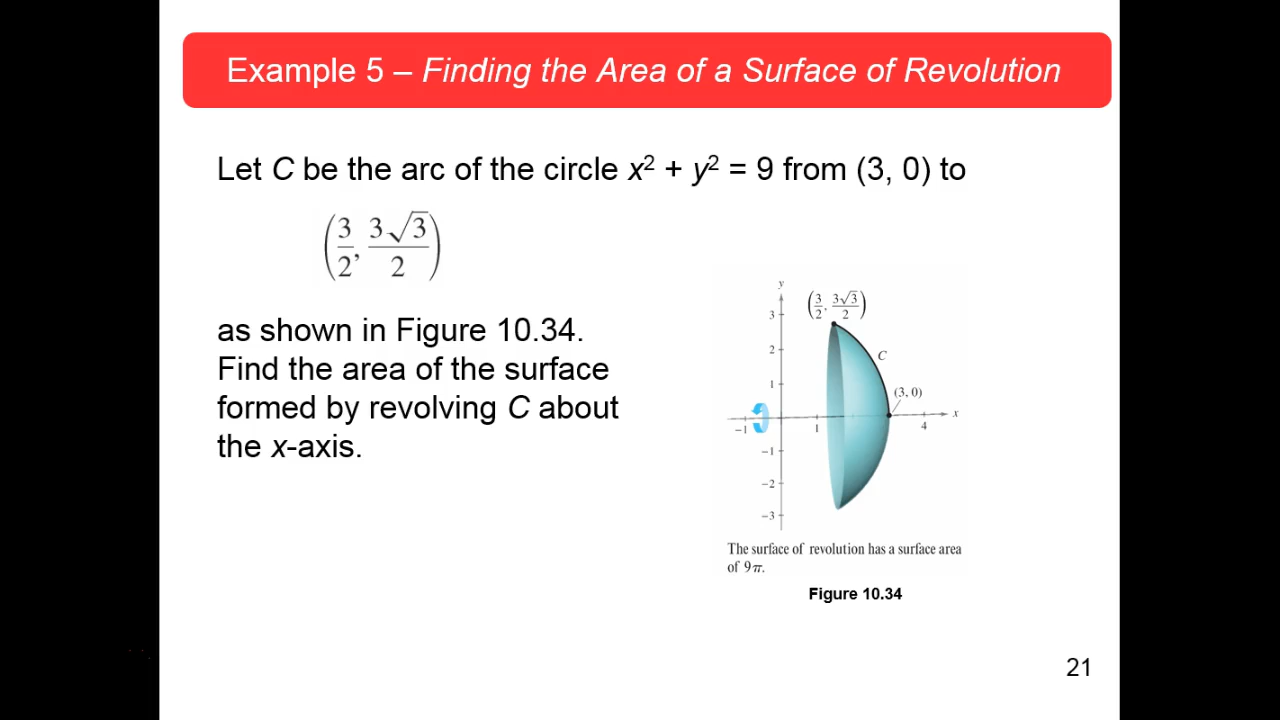 Example 5 – Finding the Area of a Surface of Revolution
Let C be the arc of the circle x² + y² = 9 from (3, 0) to
(3/2, 3√3/2)
as shown in Figure 10.34.
Find the area of the surface
formed by revolving C about
the x-axis.
y
(3/2, 3√3/2)
3
2
C
1
(3, 0)
x
−1
1
4
−1
−2
−3
The surface of revolution has a surface area
of 9π.
Figure 10.34
21